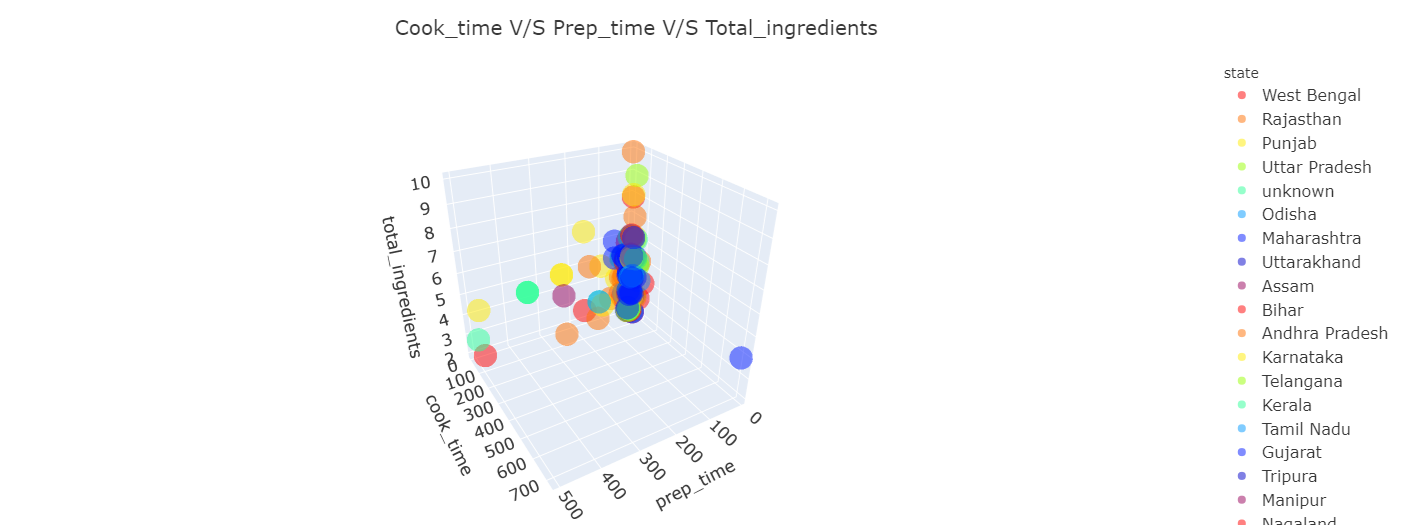 Cook_time V/S Prep_time V/S Total_ingredients
state
West Bengal
Rajasthan
Punjab
Uttar Pradesh
unknown
Odisha
Maharashtra
Uttarakhand
Assam
Bihar
Andhra Pradesh
Karnataka
Telangana
Kerala
Tamil Nadu
Gujarat
Tripura
Manipur
Nagaland
total_ingredients
10
9
8
7
6
5
4
3
2
cook_time
0
100
200
300
400
500
600
700
prep_time
500
400
300
200
100
0